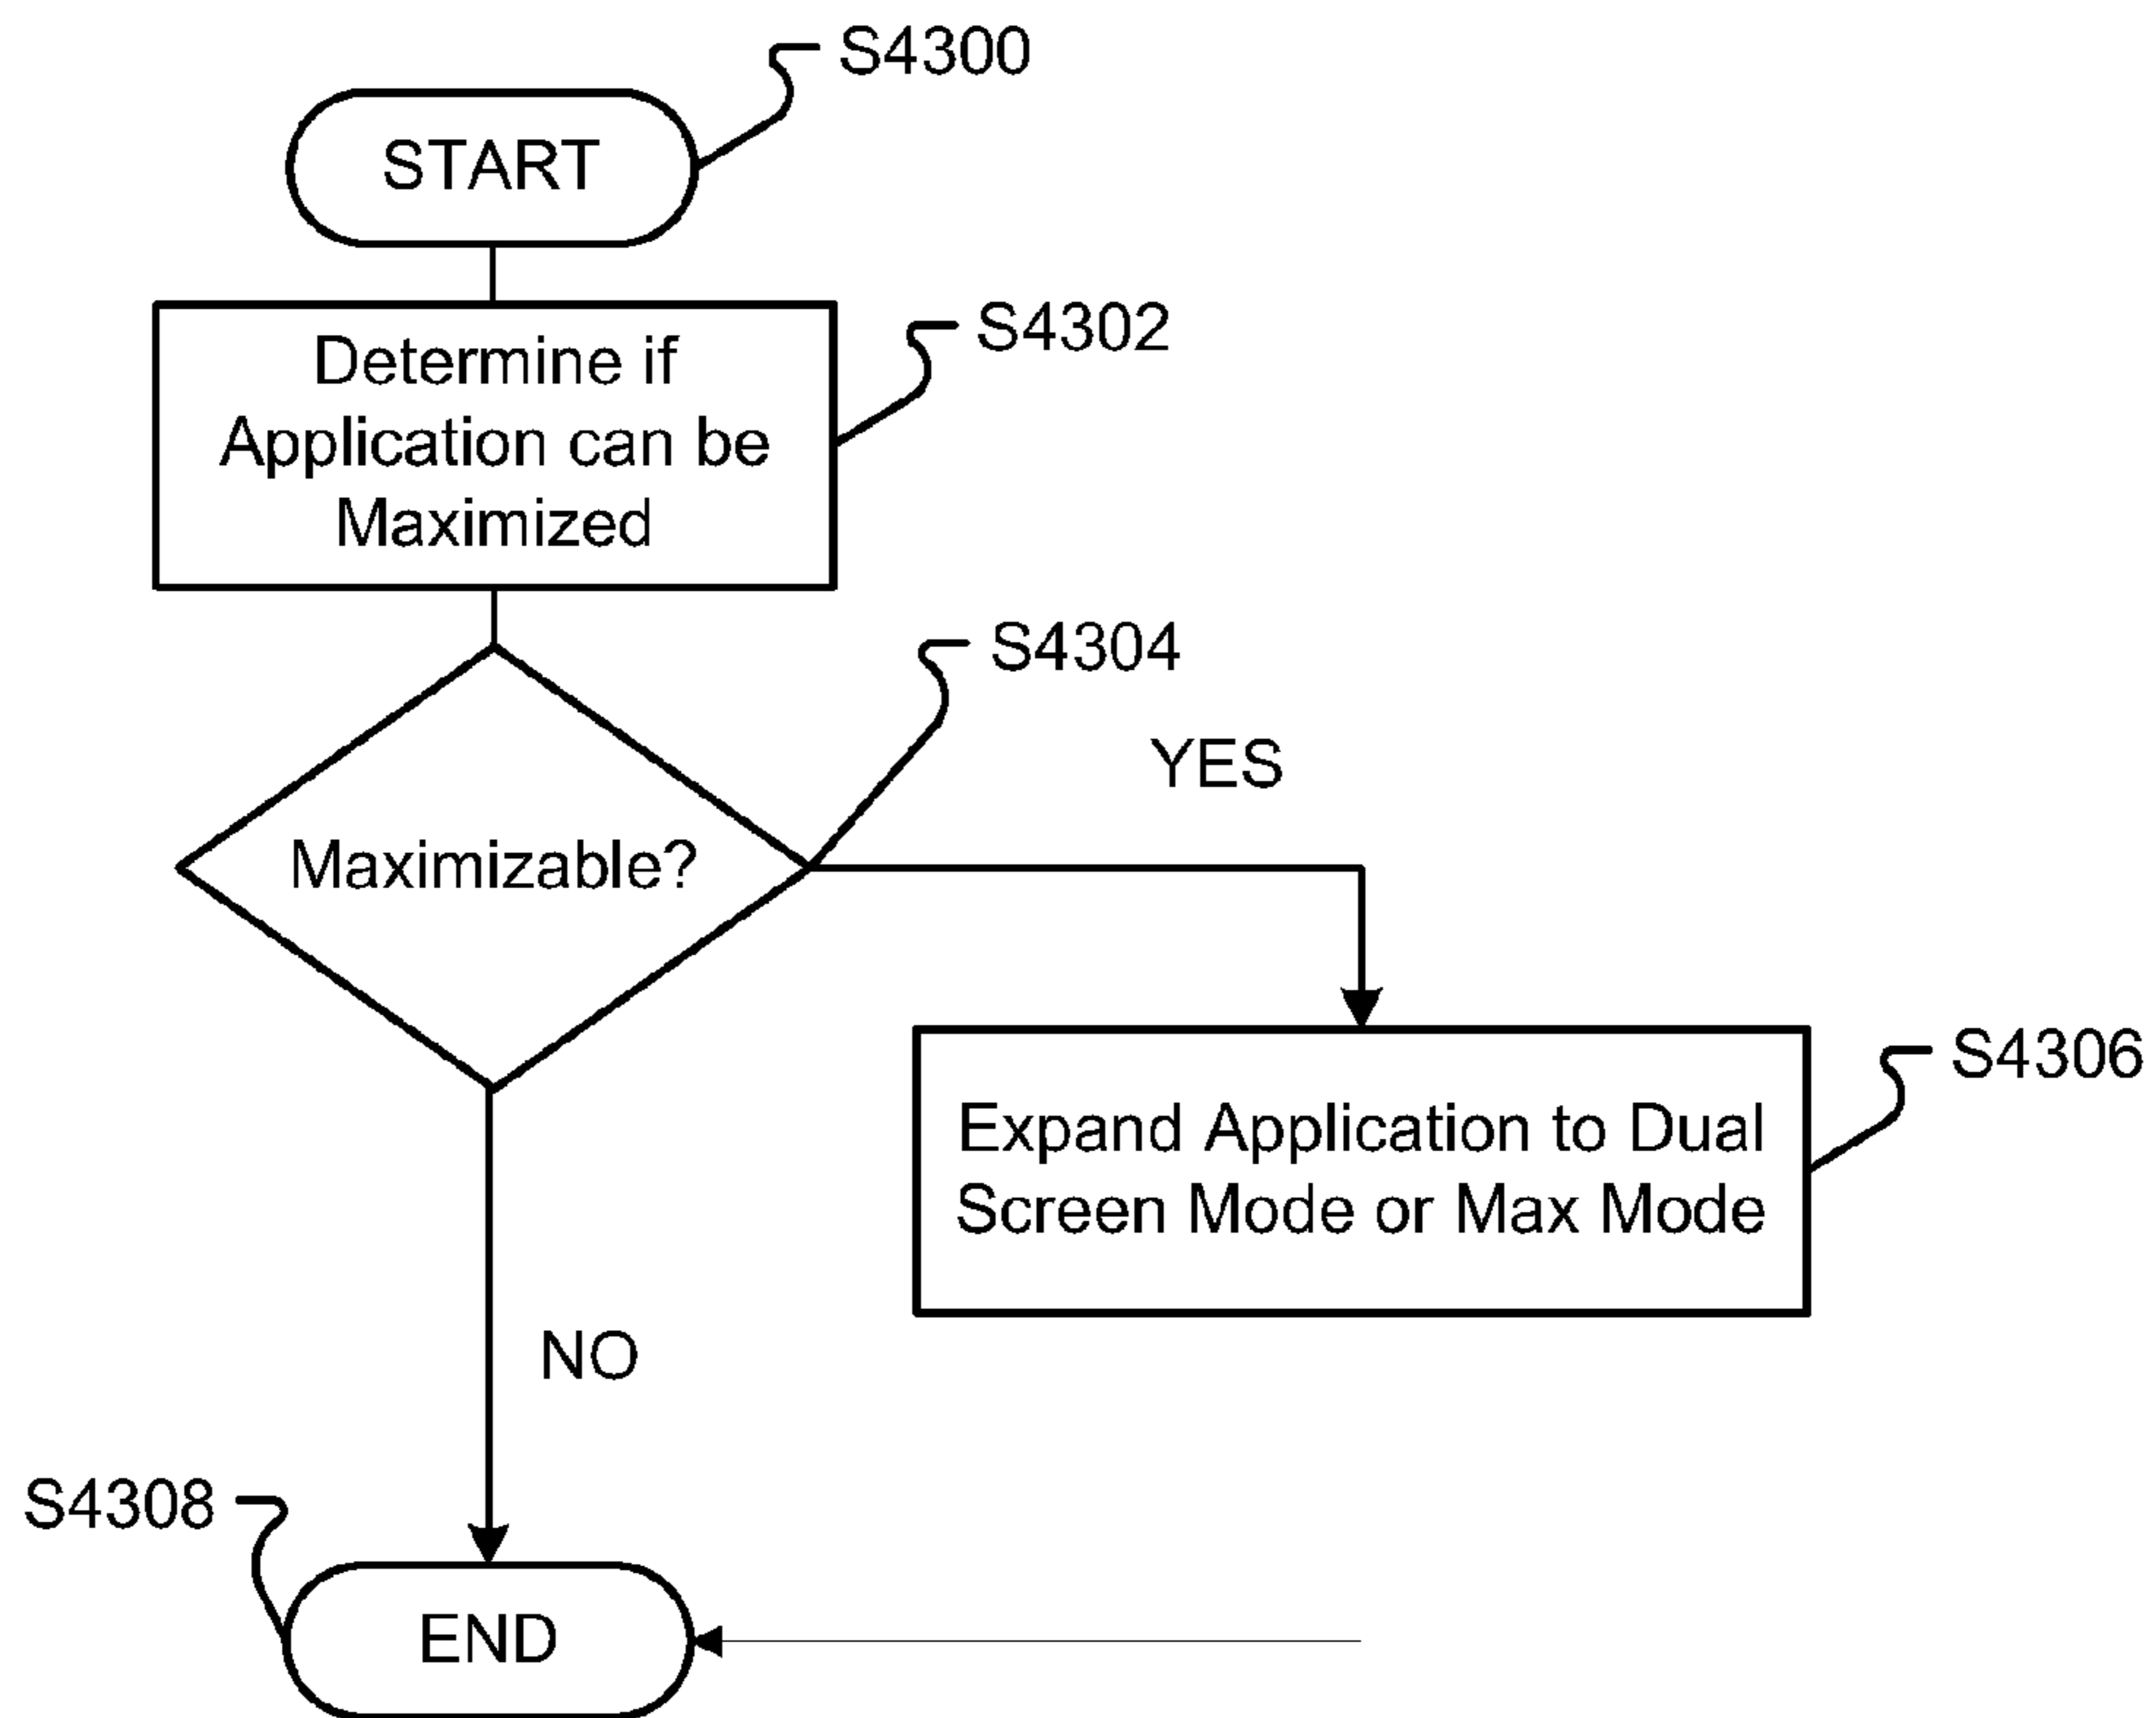 S4300
START
S4302
Determine if
Application can be
Maximized
S4304
YES
Maximizable?
S4306
Expand Application to Dual
Screen Mode or Max Mode
NO
S4308
END